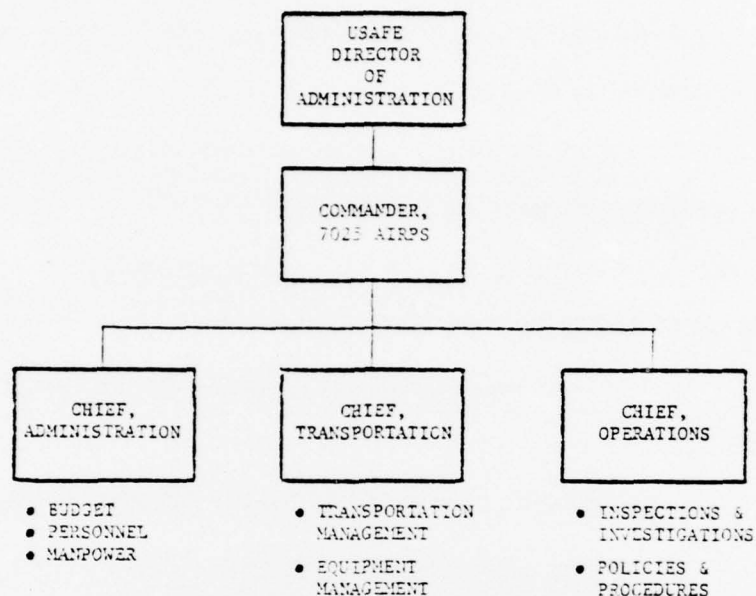 USAFE
DIRECTOR
OF
ADMINISTRATION
COMMANDER,
7025 AIRPS
CHIEF,
ADMINISTRATION
• BUDGET
• PERSONNEL
• MANPOWER
CHIEF,
TRANSPORTATION
• TRANSPORTATION
MANAGEMENT
• EQUIPMENT
MANAGEMENT
CHIEF,
OPERATIONS
• INSPECTIONS &
INVESTIGATIONS
• POLICIES &
PROCEDURES